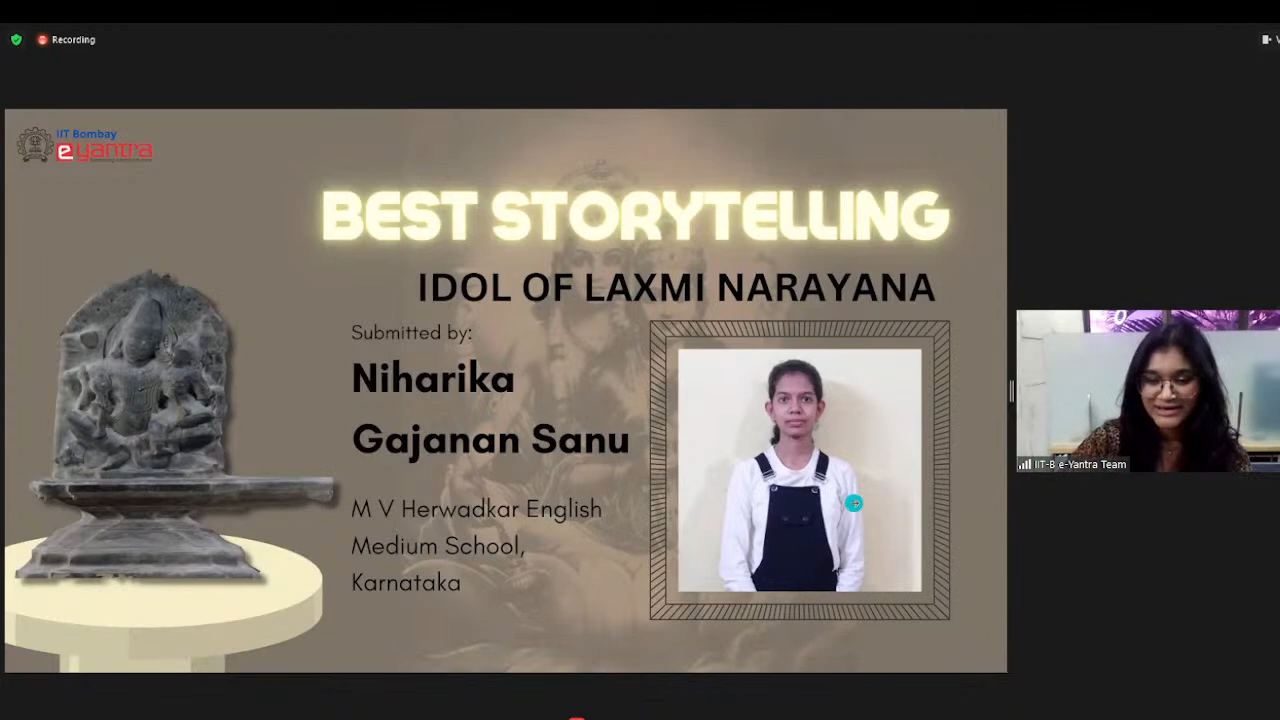 Recording
IIT Bombay
e yantra
BEST STORYTELLING
IDOL OF LAXMI NARAYANA
Submitted by:
Niharika
Gajanan Sanu
M V Herwadkar English
Medium School,
Karnataka
IIT-B e-Yantra Team